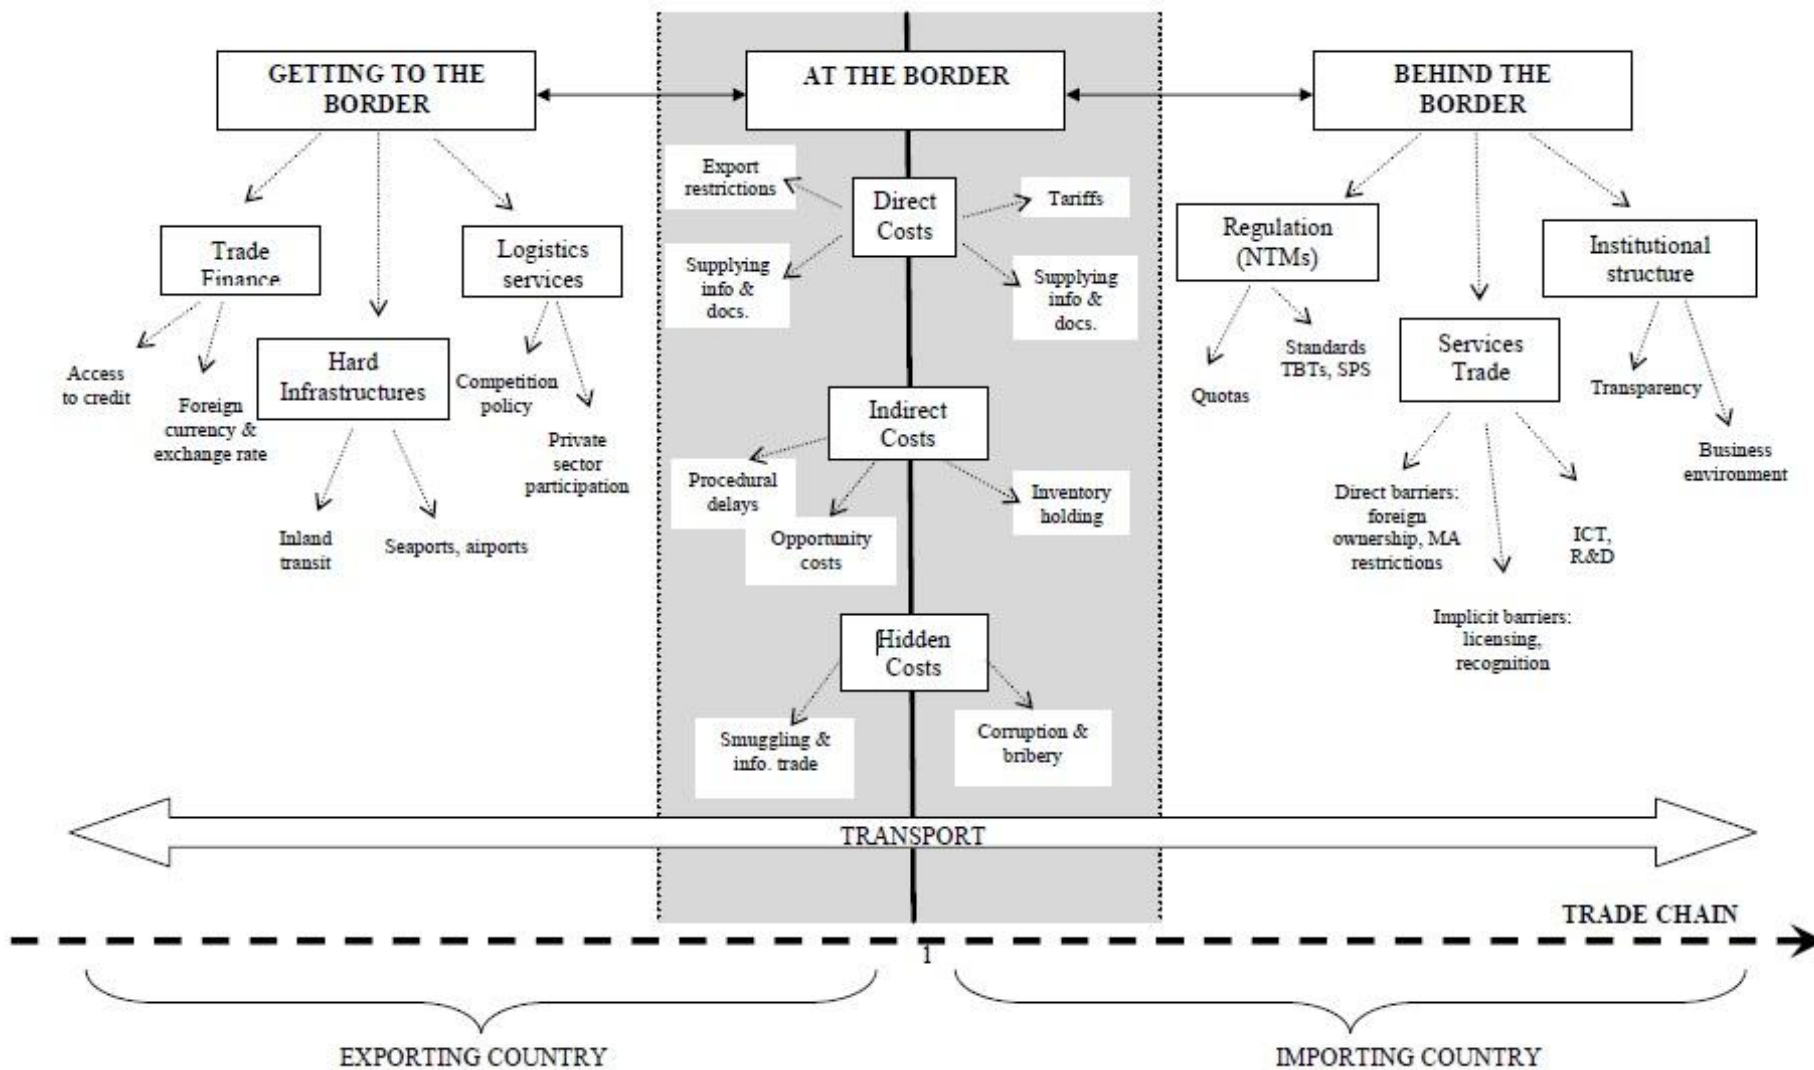 GETTING TO THE
BORDER
AT THE BORDER
BEHIND THE
BORDER
Trade
Finance
Logistics
services
Hard
Infrastructures
Access
to credit
Foreign
currency &
exchange rate
Competition
policy
Private
sector
participation
Inland
transit
Seaports, airports
Direct
Costs
Export
restrictions
Supplying
info &
docs.
Tariffs
Supplying
info &
docs.
Indirect
Costs
Procedural
delays
Opportunity
costs
Inventory
holding
Hidden
Costs
Smuggling &
info. trade
Corruption &
bribery
Regulation
(NTMs)
Institutional
structure
Services
Trade
Quotas
Standards
TBTs, SPS
Transparency
Business
environment
Direct barriers:
foreign
ownership, MA
restrictions
ICT,
R&D
Implicit barriers:
licensing,
recognition
TRANSPORT
TRADE CHAIN
1
EXPORTING COUNTRY
IMPORTING COUNTRY